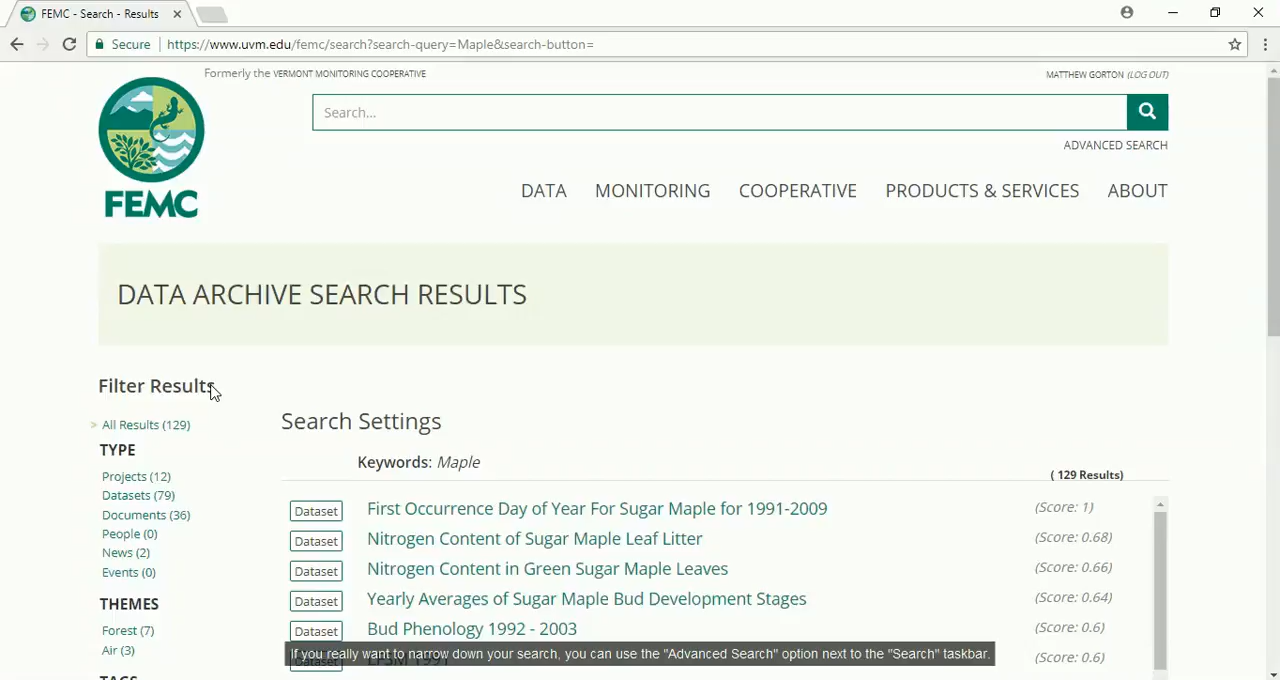 FEMC - Search - Results
Secure https://www.uvm.edu/femc/search?search-query=Maple&search-button=
Formerly the VERMONT MONITORING COOPERATIVE
MATTHEW GORTON (LOG OUT)
Search...
ADVANCED SEARCH
FEMC
DATA MONITORING COOPERATIVE PRODUCTS & SERVICES ABOUT
DATA ARCHIVE SEARCH RESULTS
Filter Results
> All Results (129)
TYPE
Projects (12)
Datasets (79)
Documents (36)
People (0)
News (2)
Events (0)
THEMES
Forest (7)
Air (3)
TAGS
Search Settings
Keywords: Maple
( 129 Results)
Dataset First Occurrence Day of Year For Sugar Maple for 1991-2009 (Score: 1)
Dataset Nitrogen Content of Sugar Maple Leaf Litter (Score: 0.68)
Dataset Nitrogen Content in Green Sugar Maple Leaves (Score: 0.66)
Dataset Yearly Averages of Sugar Maple Bud Development Stages (Score: 0.64)
Dataset Bud Phenology 1992 - 2003 (Score: 0.6)
Dataset (Score: 0.6)
If you really want to narrow down your search, you can use the "Advanced Search" option next to the "Search" taskbar.